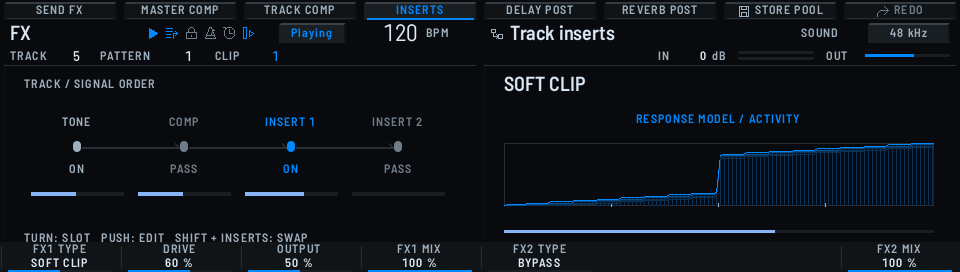 SEND FX MASTER COMP TRACK COMP INSERTS DELAY POST REVERB POST STORE POOL REDO
FX Playing 120 BPM Track inserts SOUND 48 kHz
TRACK 5 PATTERN 1 CLIP 1 IN 0 dB OUT
TRACK / SIGNAL ORDER
SOFT CLIP
TONE COMP INSERT 1 INSERT 2
RESPONSE MODEL / ACTIVITY
ON PASS ON PASS
TURN: SLOT PUSH: EDIT SHIFT + INSERTS: SWAP
FX1 TYPE DRIVE OUTPUT FX1 MIX FX2 TYPE FX2 MIX
SOFT CLIP 60 % 50 % 100 % BYPASS 100 %